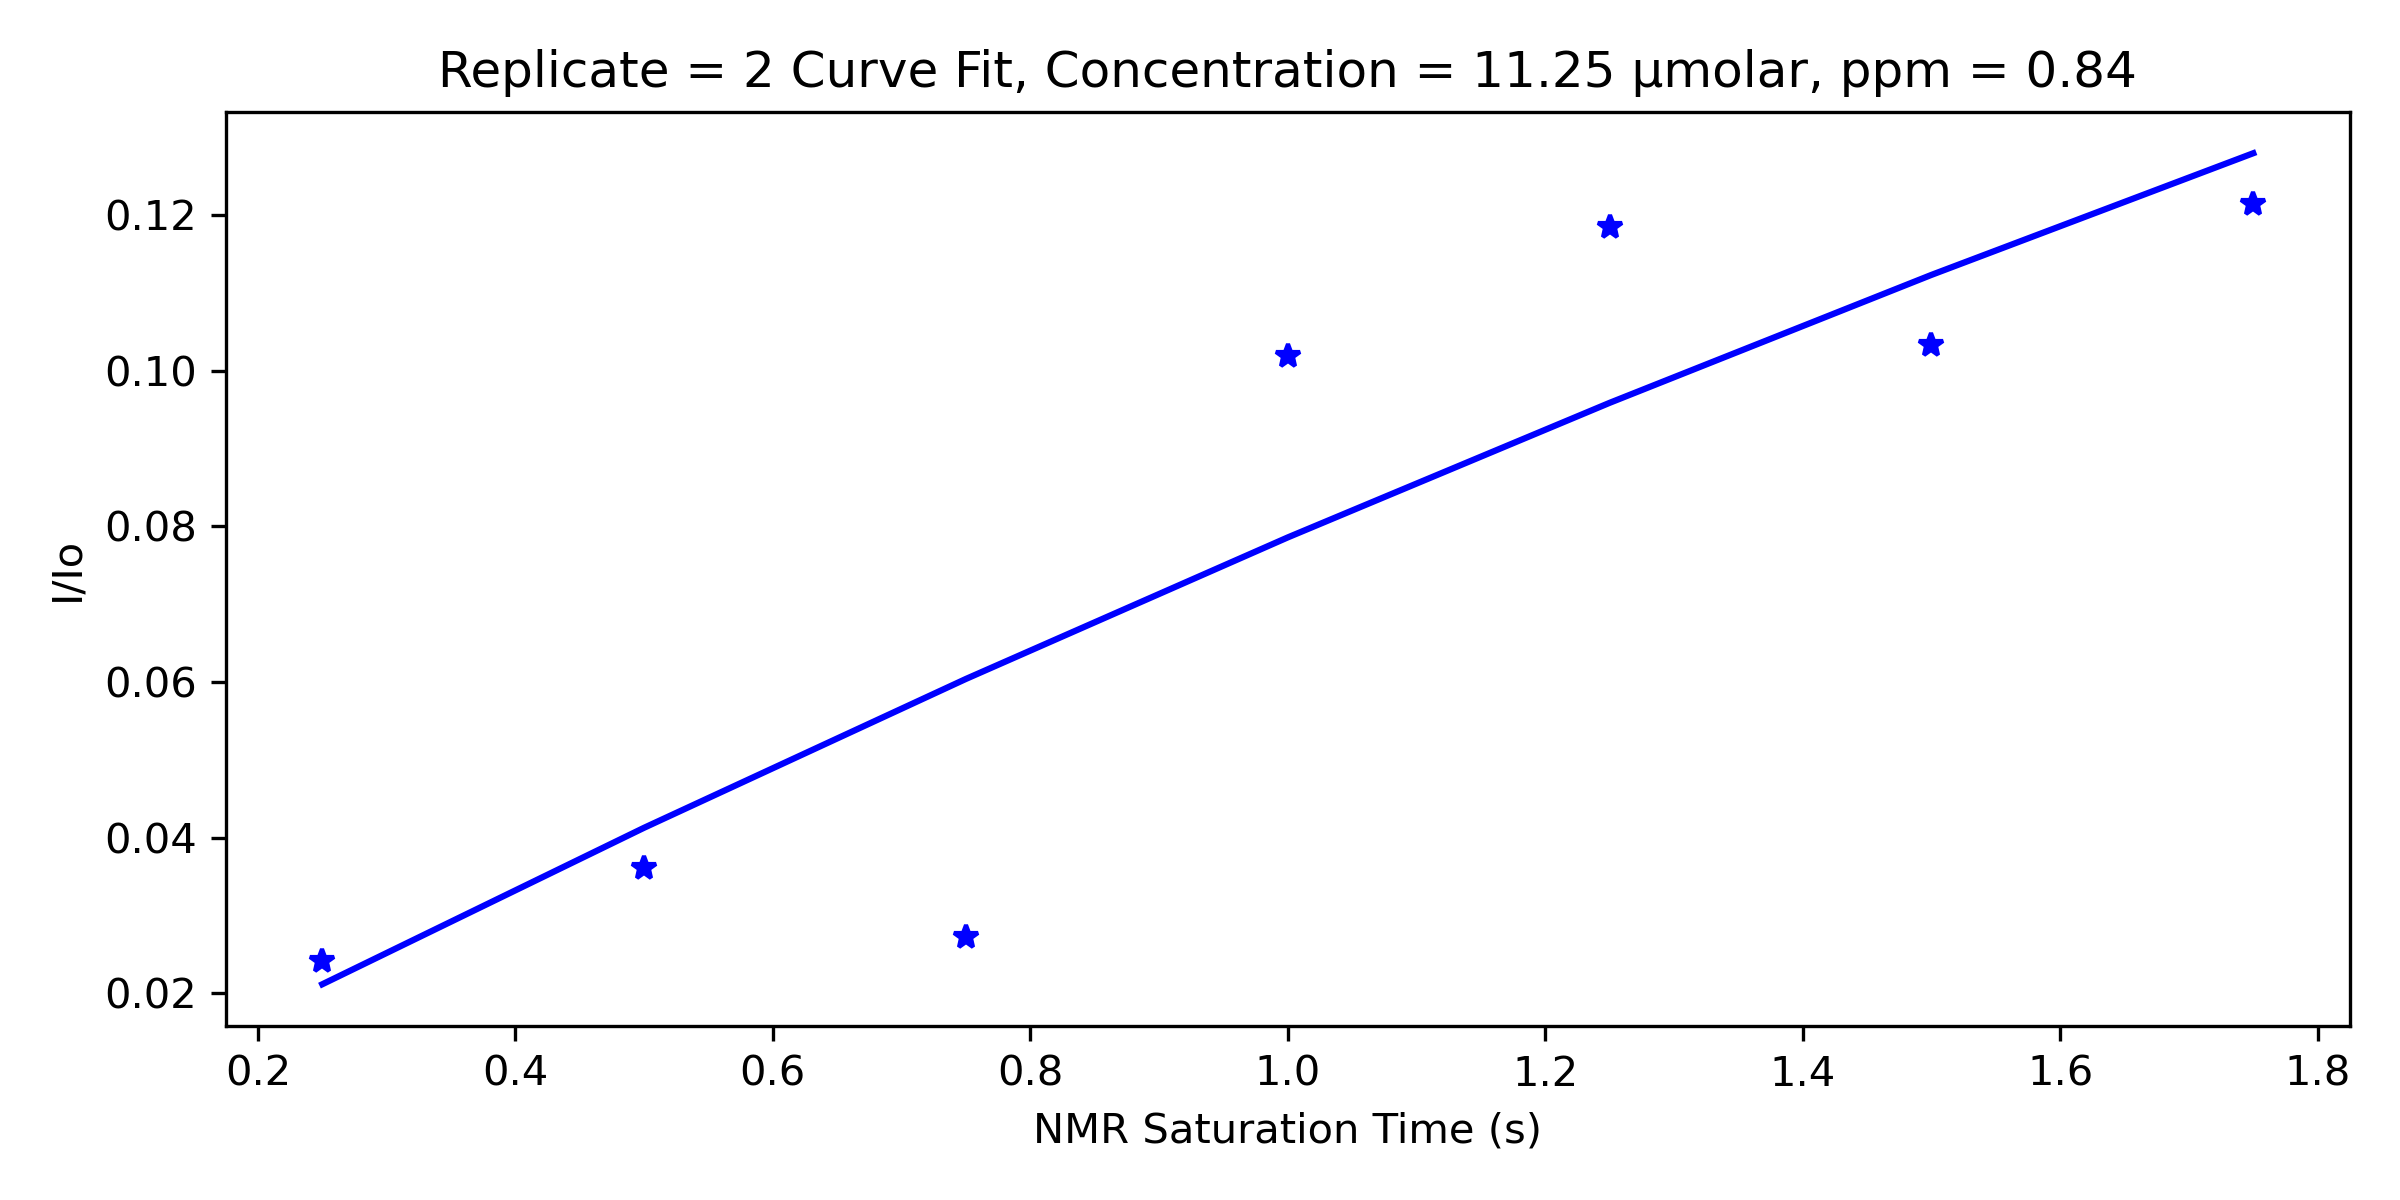 Replicate = 2 Curve Fit, Concentration = 11.25 µmolar, ppm = 0.84
I/Io
0.12
0.10
0.08
0.06
0.04
0.02
0.2 0.4 0.6 0.8 1.0 1.2 1.4 1.6 1.8
NMR Saturation Time (s)